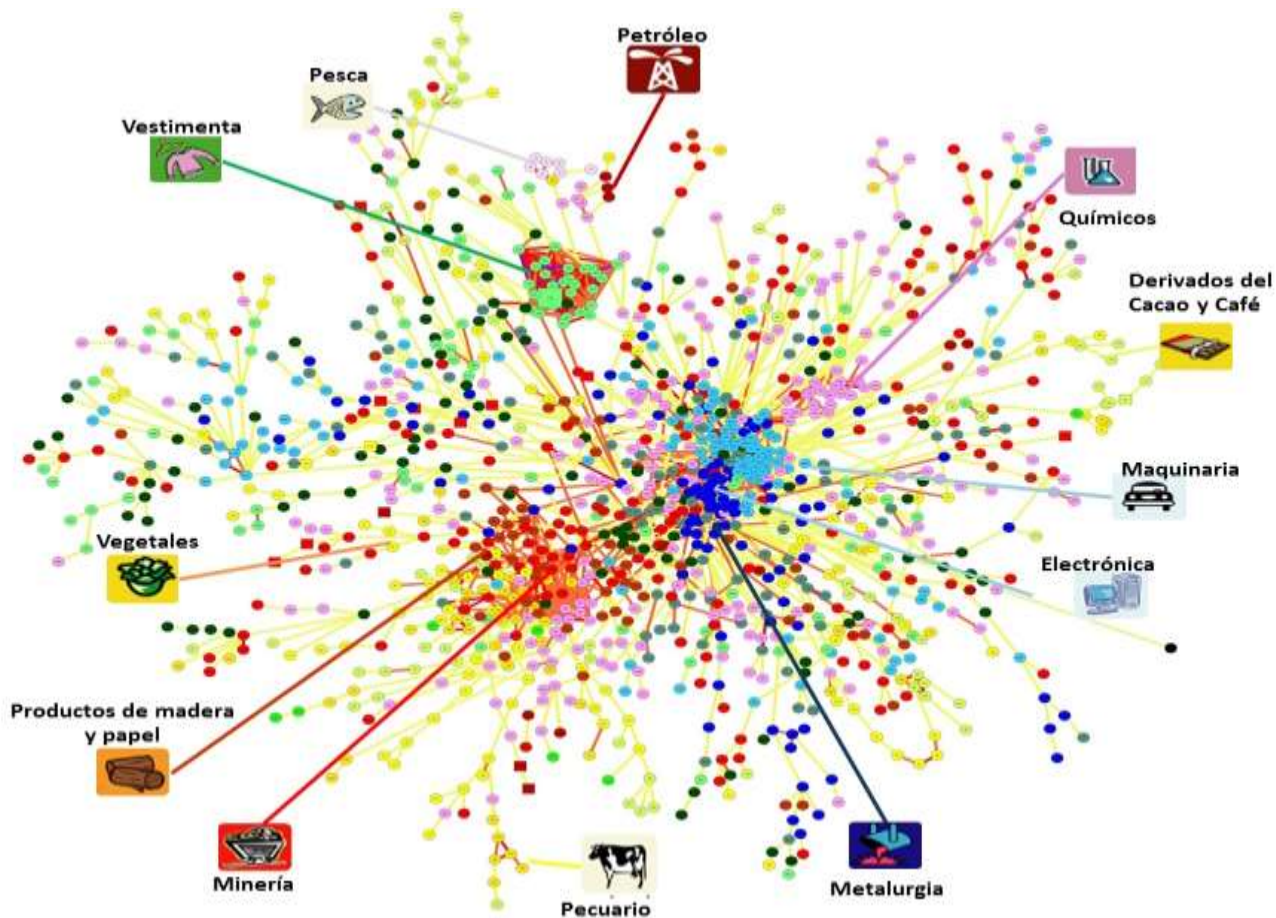 Petróleo
Pesca
Vestimenta
Químicos
Derivados del
Cacao y Café
Maquinaria
Vegetales
Electrónica
Productos de madera
y papel
Minería
Pecuario
Metalurgia